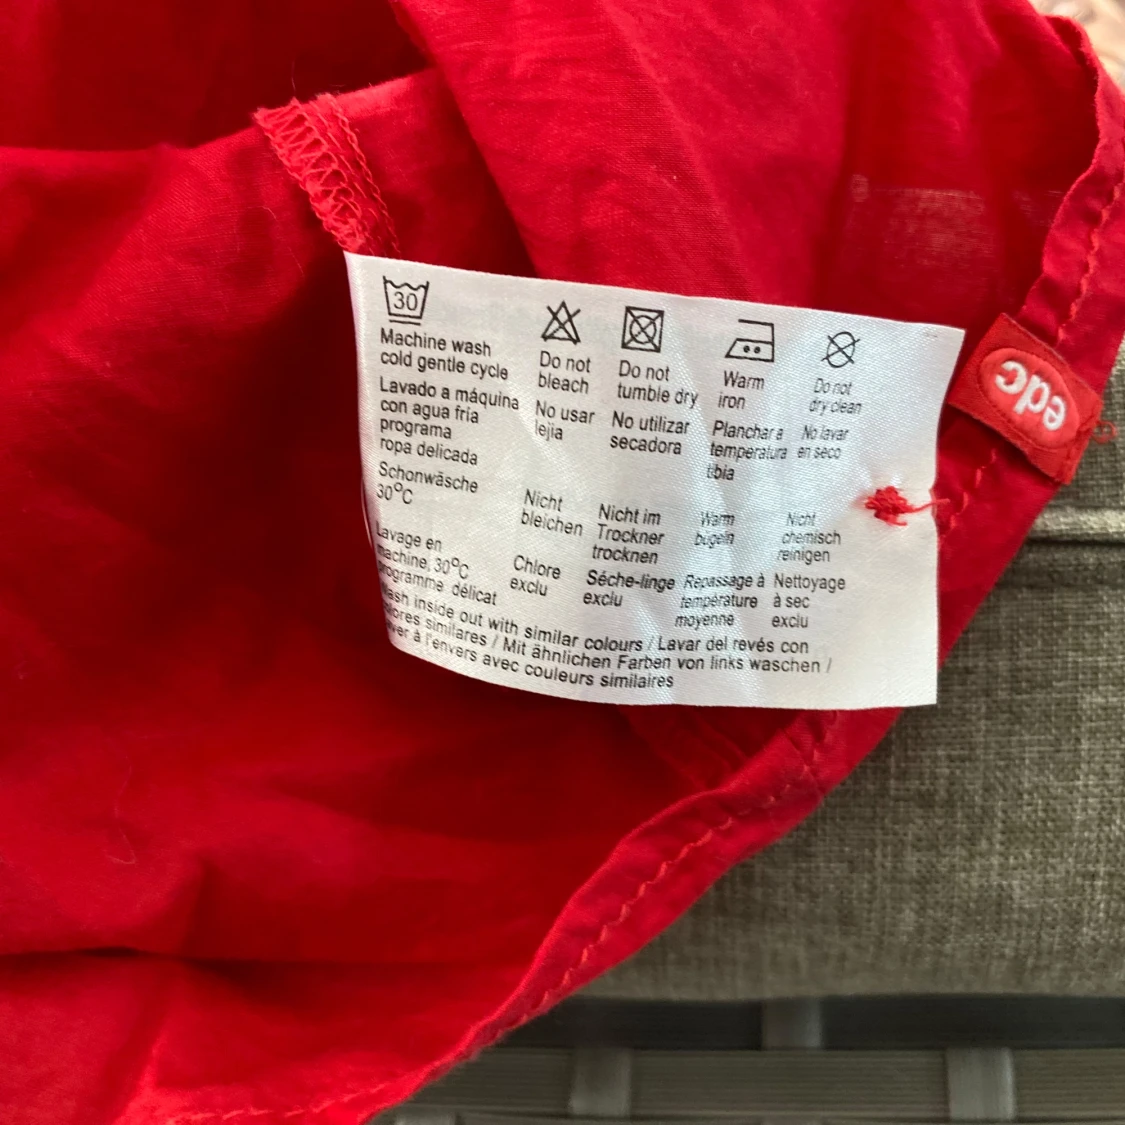 30
Machine wash
cold gentle cycle
Do not
bleach
Do not
tumble dry
Warm
iron
Do not
dry clean
Lavado a máquina
con agua fría
programa
ropa delicada
No usar
lejia
No utilizar
secadora
Planchar a
temperatura
tibia
No lavar
en seco
Schonwäsche
30°C
Nicht
bleichen
Nicht im
Trockner
trocknen
Warm
bügeln
Nicht
chemisch
reinigen
Lavage en
machine, 30°C
programme délicat
Chlore
exclu
Séche-linge
exclu
Repassage à
température
moyenne
Nettoyage
à sec
exclu
Wash inside out with similar colours / Lavar del revés con
colores similares / Mit ähnlichen Farben von links waschen /
à l'envers avec couleurs similaires
edc